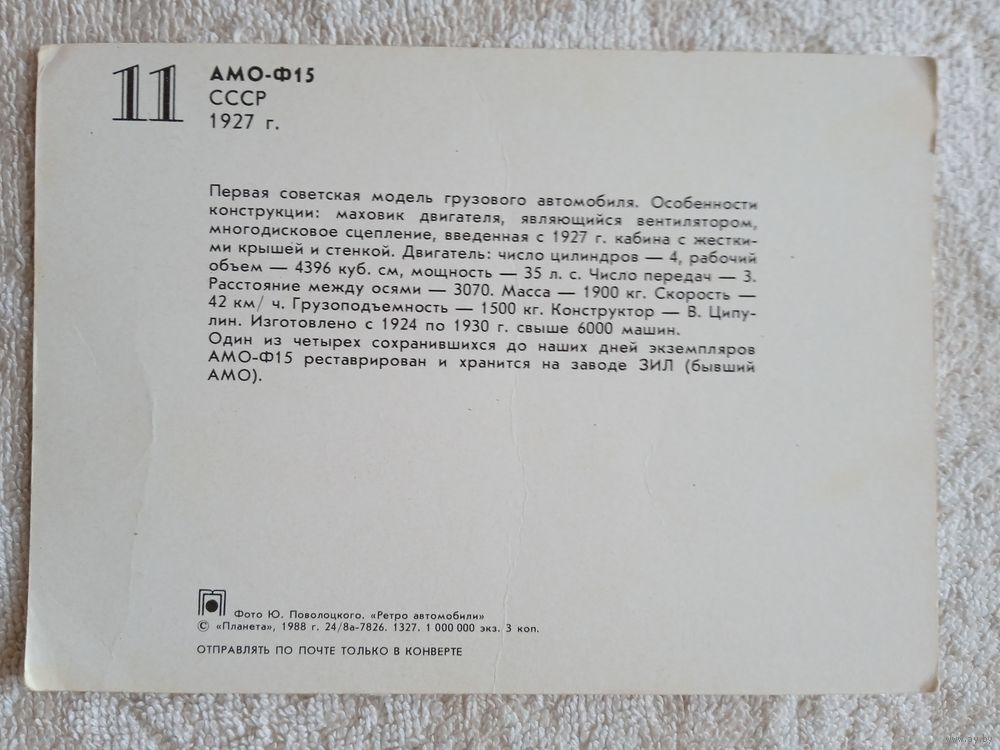 11
АМО-Ф15
СССР
1927 г.
Первая советская модель грузового автомобиля. Особенности
конструкции: маховик двигателя, являющийся вентилятором,
многодисковое сцепление, введенная с 1927 г. кабина с жестки-
ми крышей и стенкой. Двигатель: число цилиндров — 4, рабочий
объем — 4396 куб. см, мощность — 35 л. с. Число передач — 3.
Расстояние между осями — 3070. Масса — 1900 кг. Скорость —
42 км/ ч. Грузоподъемность — 1500 кг. Конструктор — В. Ципу-
лин. Изготовлено с 1924 по 1930 г. свыше 6000 машин.
Один из четырех сохранившихся до наших дней экземпляров
АМО-Ф15 реставрирован и хранится на заводе ЗИЛ (бывший
АМО).
Фото Ю. Поволоцкого. «Ретро автомобили»
© «Планета», 1988 г. 24/8а-7826. 1327. 1 000 000 экз. 3 коп.
ОТПРАВЛЯТЬ ПО ПОЧТЕ ТОЛЬКО В КОНВЕРТЕ
www.ay.by